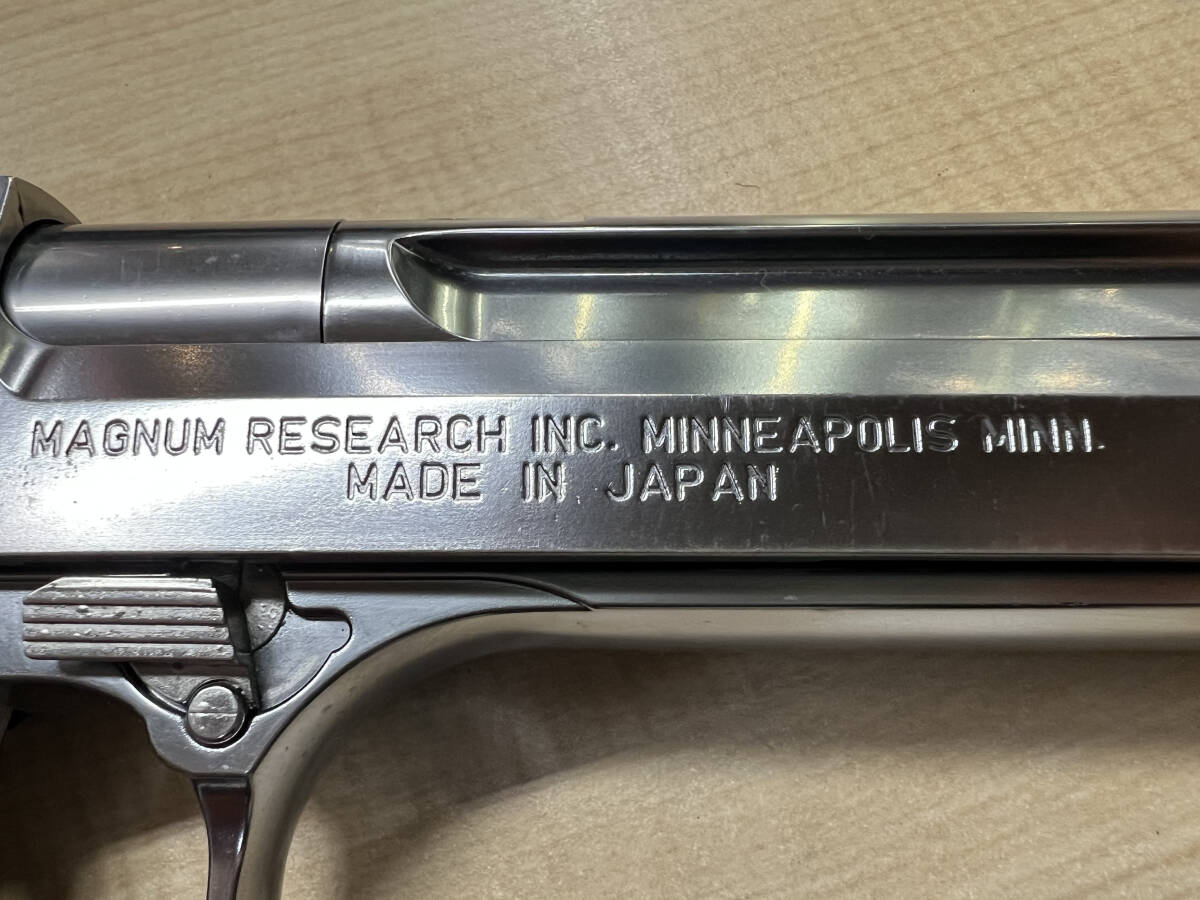 MAGNUM RESEARCH INC. MINNEAPOLIS MINN.
MADE IN JAPAN